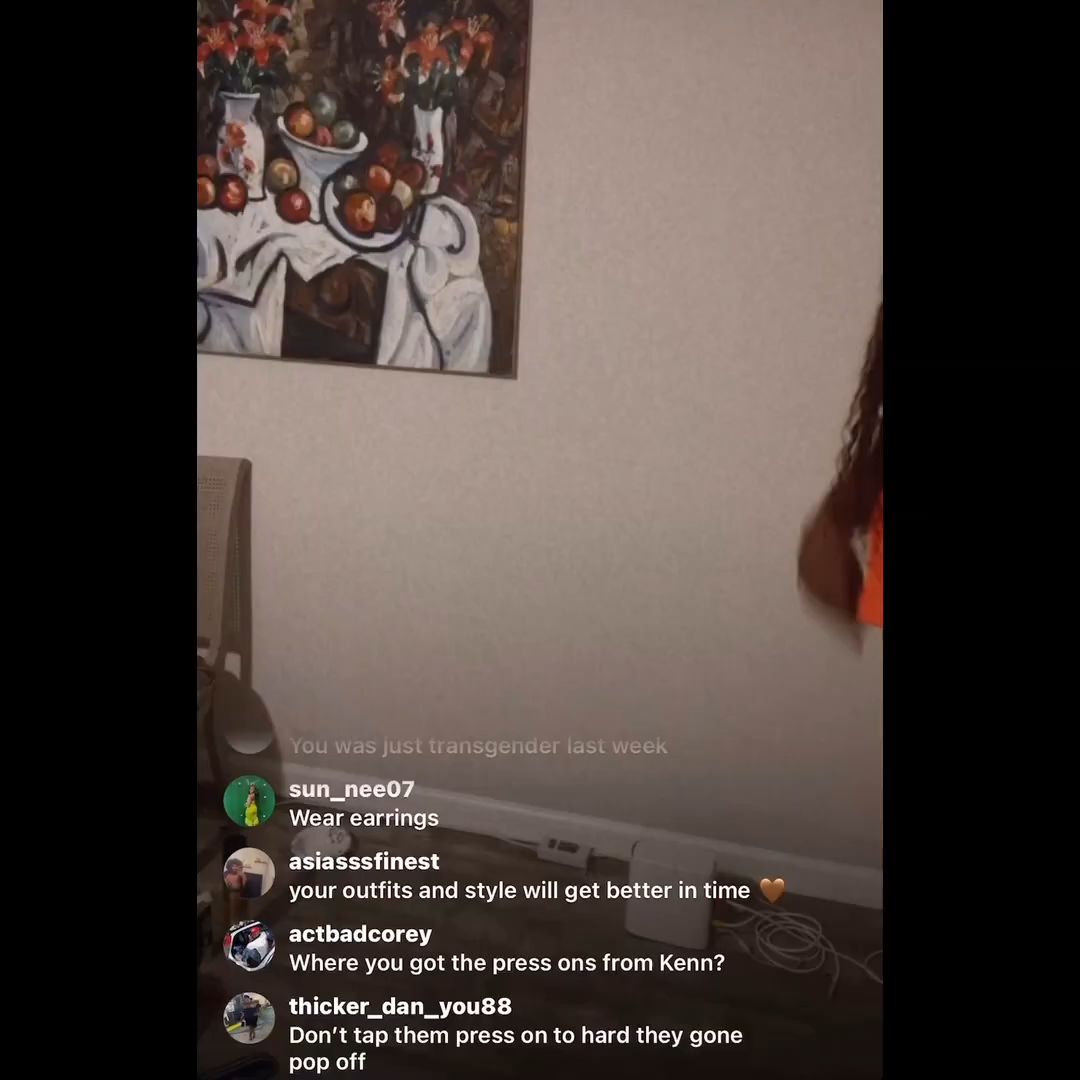 You was just transgender last week
sun_nee07
Wear earrings
asiasssfinest
your outfits and style will get better in time 🧡
actbadcorey
Where you got the press ons from Kenn?
thicker_dan_you88
Don’t tap them press on to hard they gone
pop off